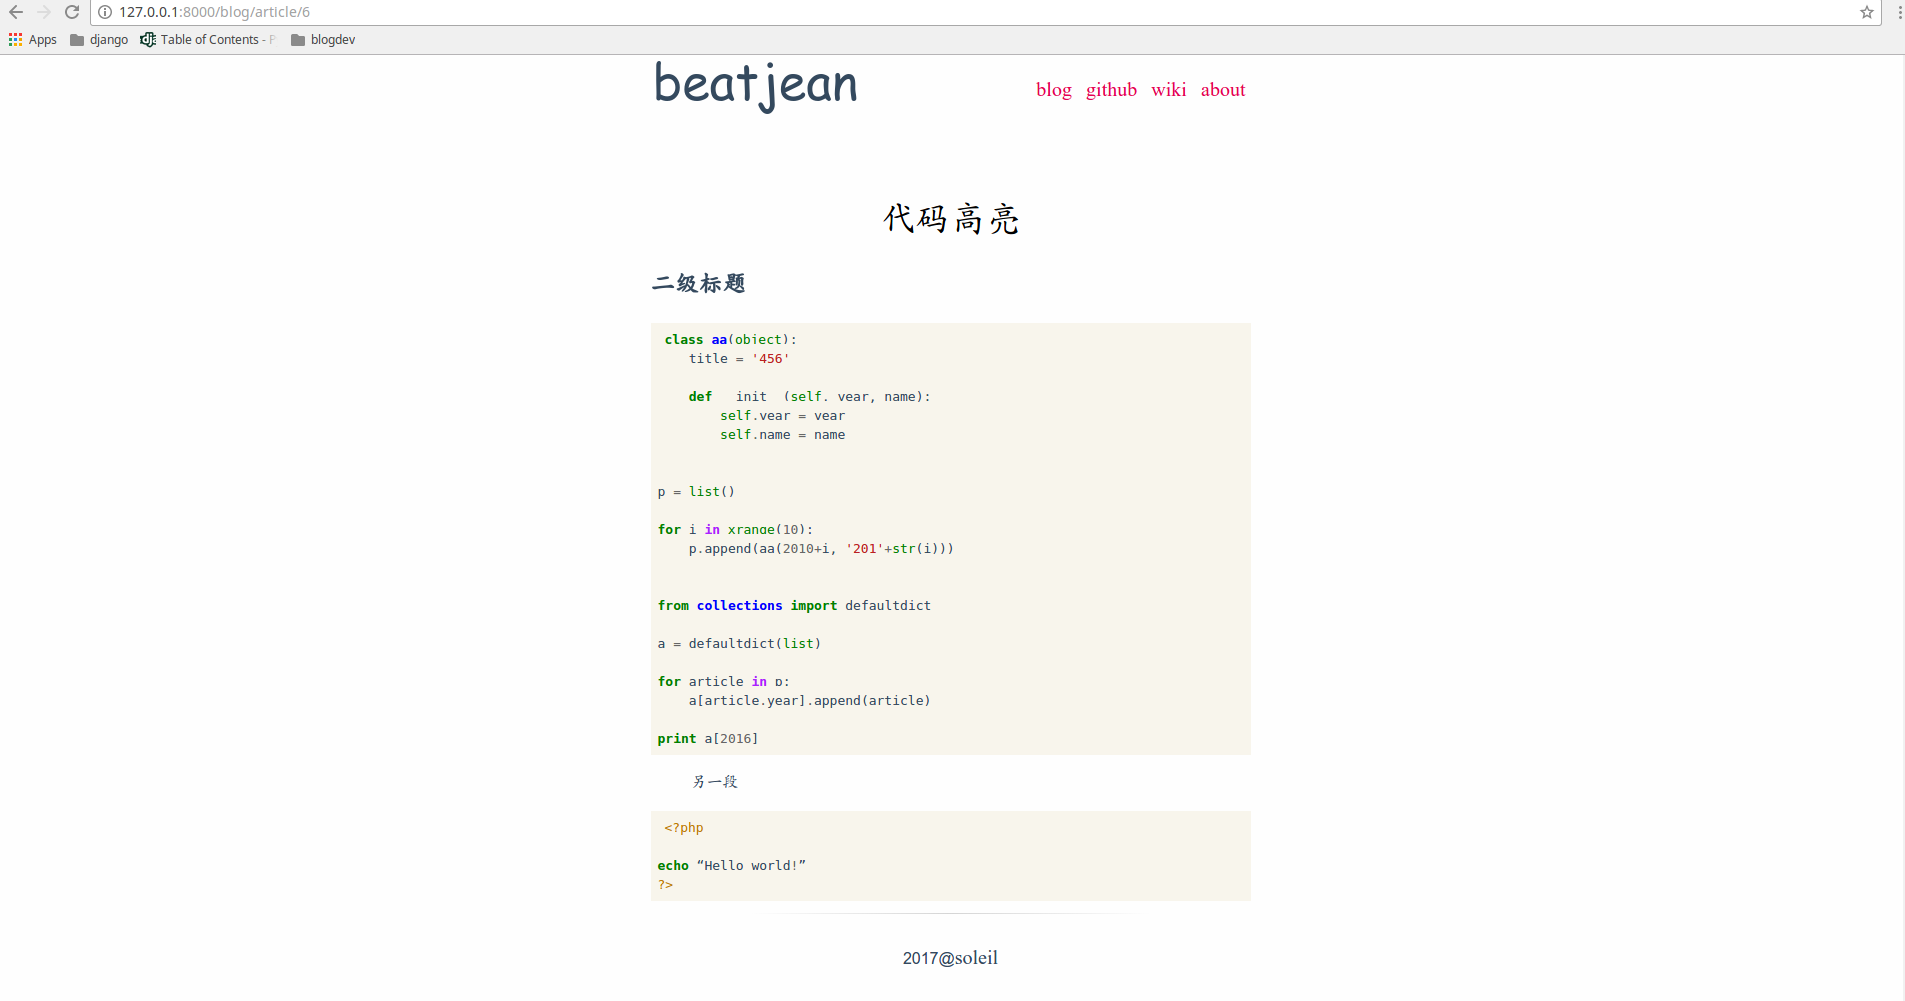 127.0.0.1:8000/blog/article/6
Apps django Table of Contents - P blogdev
beatjean blog github wiki about
代码高亮
二级标题
class aa(object):
title = '456'
def __init__(self, year, name):
self.year = year
self.name = name
p = list()
for i in xrange(10):
p.append(aa(2010+i, '201'+str(i)))
from collections import defaultdict
a = defaultdict(list)
for article in p:
a[article.year].append(article)
print a[2016]
另一段
<?php
echo “Hello world!”
?>
2017@soleil